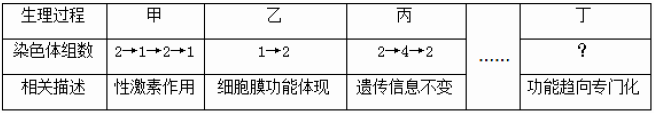 生理过程 甲 乙 丙 …… 丁
染色体组数 2→1→2→1 1→2 2→4→2 ?
相关描述 性激素作用 细胞膜功能体现 遗传信息不变 功能趋向专门化